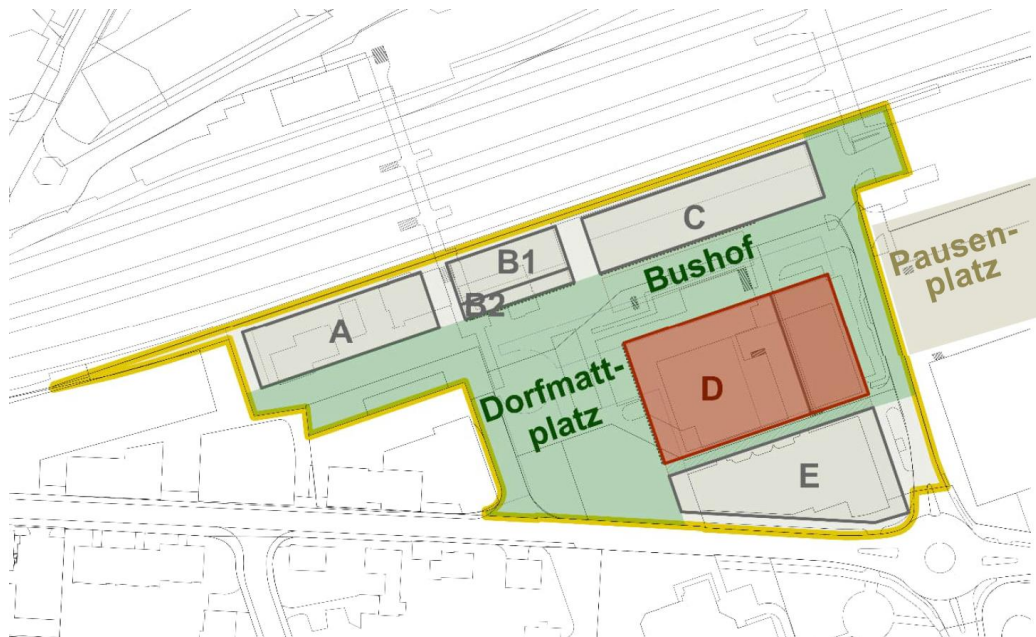 C
Bushof
Pausen-
platz
B1
B2
A
Dorfmatt-
platz
D
E